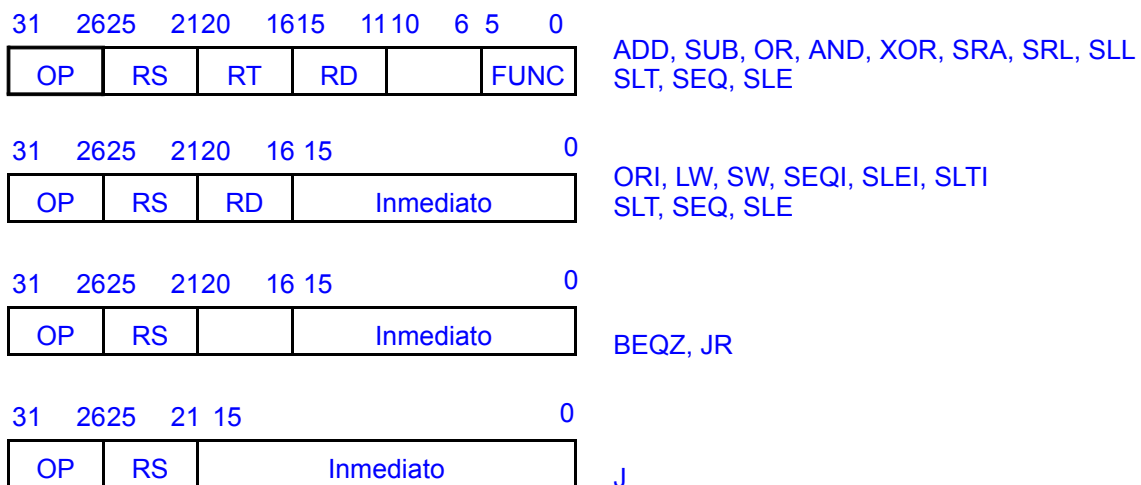 31 2625 2120 1615 1110 6 5 0
OP RS RT RD FUNC
ADD, SUB, OR, AND, XOR, SRA, SRL, SLL
SLT, SEQ, SLE
31 2625 2120 16 15 0
OP RS RD Inmediato
ORI, LW, SW, SEQI, SLEI, SLTI
SLT, SEQ, SLE
31 2625 2120 16 15 0
OP RS Inmediato
BEQZ, JR
31 2625 21 15 0
OP RS Inmediato
J